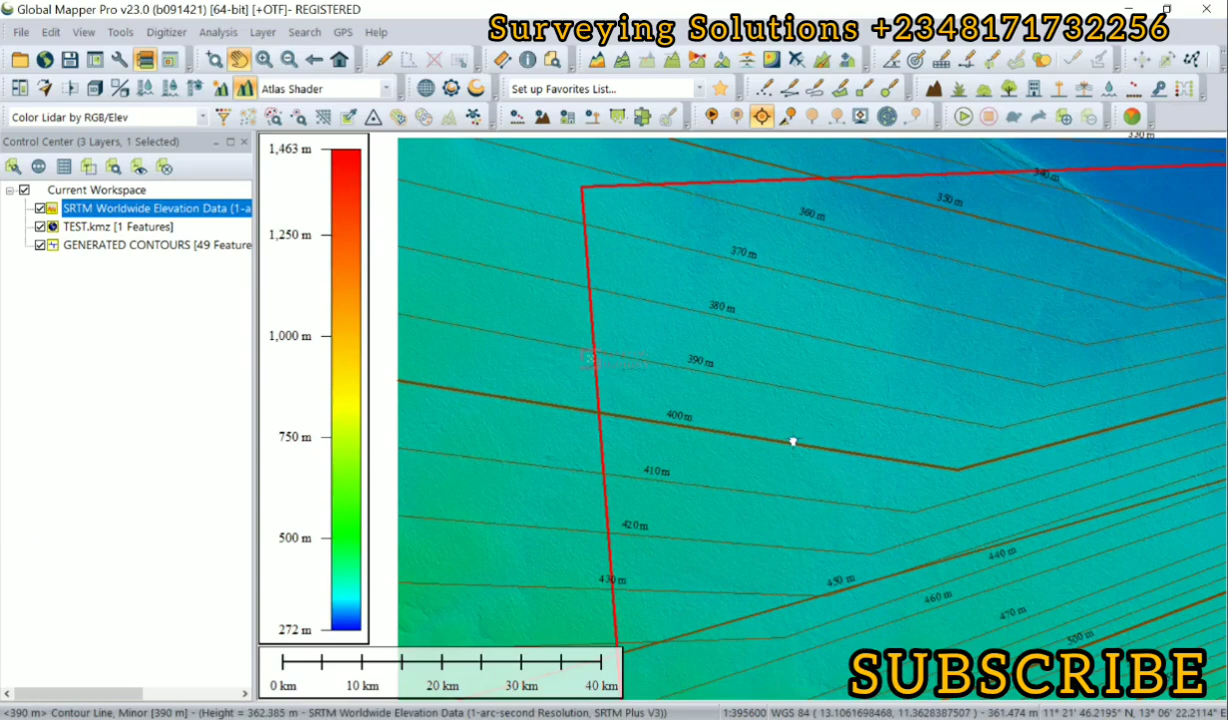 Global Mapper Pro v23.0 (b091421) [64-bit] [+OTF]- REGISTERED
Surveying Solutions +2348171732256
File Edit View Tools Digitizer Analysis Layer Search GPS Help
Atlas Shader
Set up Favorites List...
Color Lidar by RGB/Elev
Control Center (3 Layers, 1 Selected)
Current Workspace
SRTM Worldwide Elevation Data (1-a
TEST.kmz [1 Features]
GENERATED CONTOURS [49 Feature
1,463 m
1,250 m
1,000 m
750 m
500 m
272 m
330 m
340 m
350 m
360 m
370 m
380 m
390 m
400 m
410 m
420 m
430 m
440 m
450 m
460 m
470 m
500 m
0 km 10 km 20 km 30 km 40 km
SUBSCRIBE
<390 m> Contour Line, Minor [390 m] - (Height = 362.385 m - SRTM Worldwide Elevation Data (1-arc-second Resolution, SRTM Plus V3))
1:395600 WGS 84 ( 13.1061698468, 11.3628387507) - 361.474 m 11° 21' 46.2195" N, 13° 06' 22.2114"